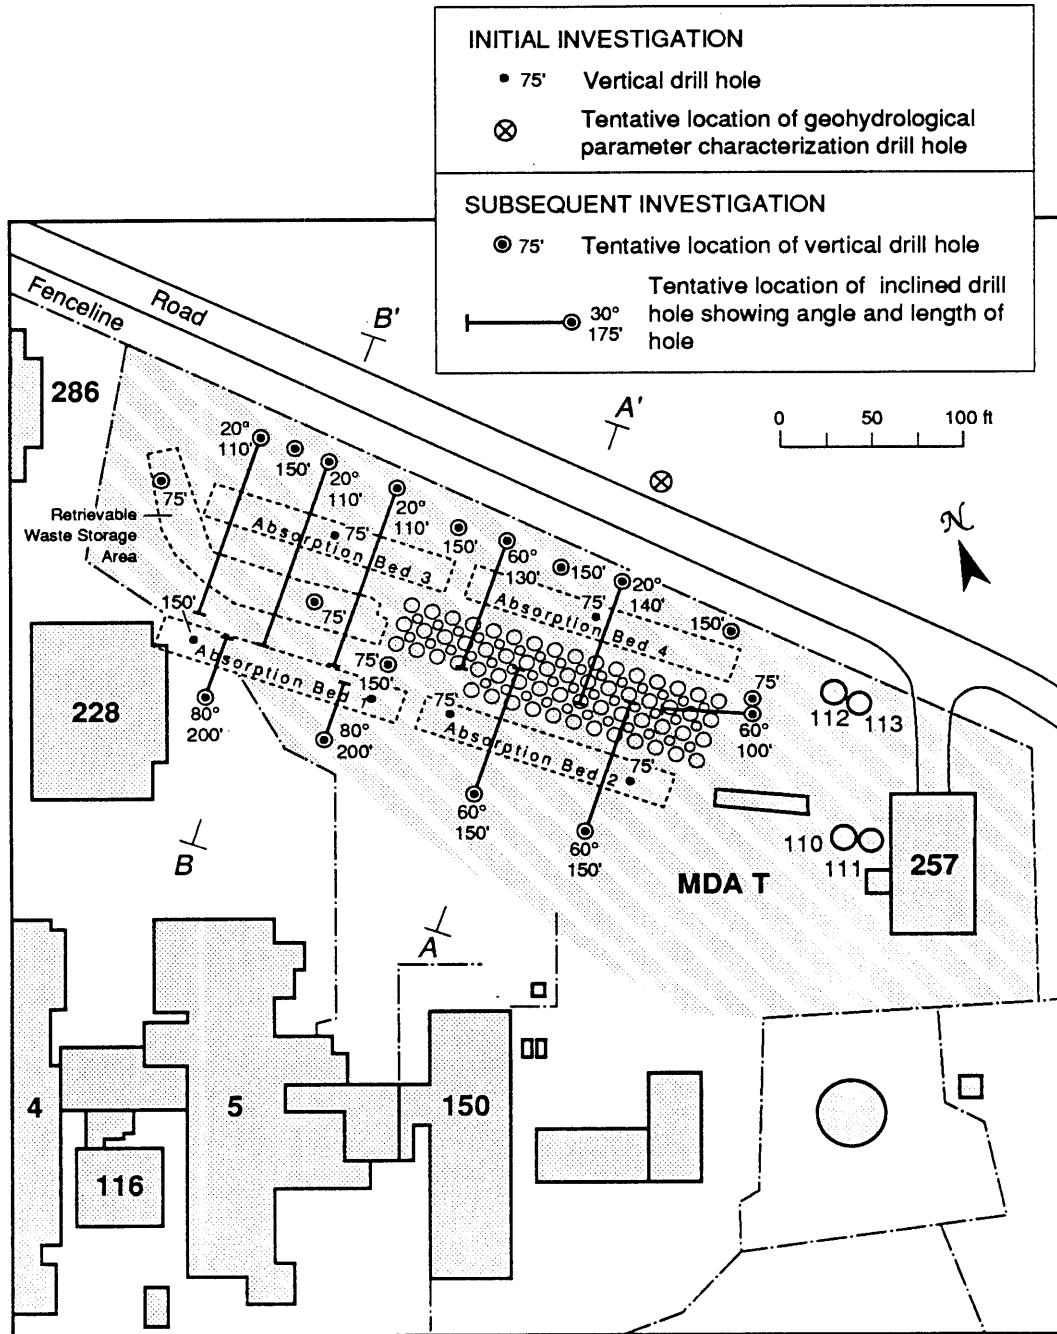 INITIAL INVESTIGATION
75' Vertical drill hole
Tentative location of geohydrological
parameter characterization drill hole
SUBSEQUENT INVESTIGATION
75' Tentative location of vertical drill hole
30°
175'
Tentative location of inclined drill
hole showing angle and length of
hole
Road
Fenceline
B'
A'
0 50 100 ft
N
286
20°
110'
150'
20°
110'
20°
110'
75'
Retrievable
Waste Storage
Area
Absorption Bed 3
75'
150'
60°
130'
150'
20°
140'
150'
Absorption Bed 4
75'
150'
75'
Absorption Bed 1
75'
150'
228
80°
200'
80°
200'
75'
Absorption Bed 2
75'
75'
60°
100'
112
113
60°
150'
60°
150'
110
111
257
MDA T
B
A
4
5
150
116